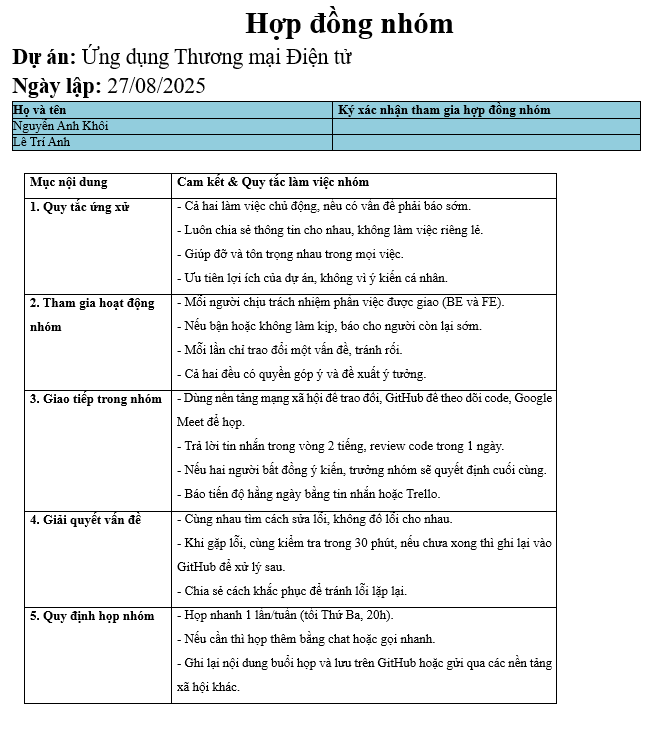 Hợp đồng nhóm
Dự án: Ứng dụng Thương mại Điện tử
Ngày lập: 27/08/2025
Họ và tên
Ký xác nhận tham gia hợp đồng nhóm
Nguyễn Anh Khôi
Lê Trí Anh
Mục nội dung
Cam kết & Quy tắc làm việc nhóm
1. Quy tắc ứng xử
- Cả hai làm việc chủ động, nếu có vấn đề phải báo sớm.
- Luôn chia sẻ thông tin cho nhau, không làm việc riêng lẻ.
- Giúp đỡ và tôn trọng nhau trong mọi việc.
- Ưu tiên lợi ích của dự án, không vì ý kiến cá nhân.
2. Tham gia hoạt động
nhóm
- Mỗi người chịu trách nhiệm phần việc được giao (BE và FE).
- Nếu bận hoặc không làm kịp, báo cho người còn lại sớm.
- Mỗi lần chỉ trao đổi một vấn đề, tránh rối.
- Cả hai đều có quyền góp ý và đề xuất ý tưởng.
3. Giao tiếp trong nhóm
- Dùng nền tảng mạng xã hội để trao đổi, GitHub để theo dõi code, Google
Meet để họp.
- Trả lời tin nhắn trong vòng 2 tiếng, review code trong 1 ngày.
- Nếu hai người bất đồng ý kiến, trưởng nhóm sẽ quyết định cuối cùng.
- Báo tiến độ hằng ngày bằng tin nhắn hoặc Trello.
4. Giải quyết vấn đề
- Cùng nhau tìm cách sửa lỗi, không đổ lỗi cho nhau.
- Khi gặp lỗi, cùng kiểm tra trong 30 phút, nếu chưa xong thì ghi lại vào
GitHub để xử lý sau.
- Chia sẻ cách khắc phục để tránh lỗi lặp lại.
5. Quy định họp nhóm
- Họp nhanh 1 lần/tuần (tối Thứ Ba, 20h).
- Nếu cần thì họp thêm bằng chat hoặc gọi nhanh.
- Ghi lại nội dung buổi họp và lưu trên GitHub hoặc gửi qua các nền tảng
xã hội khác.